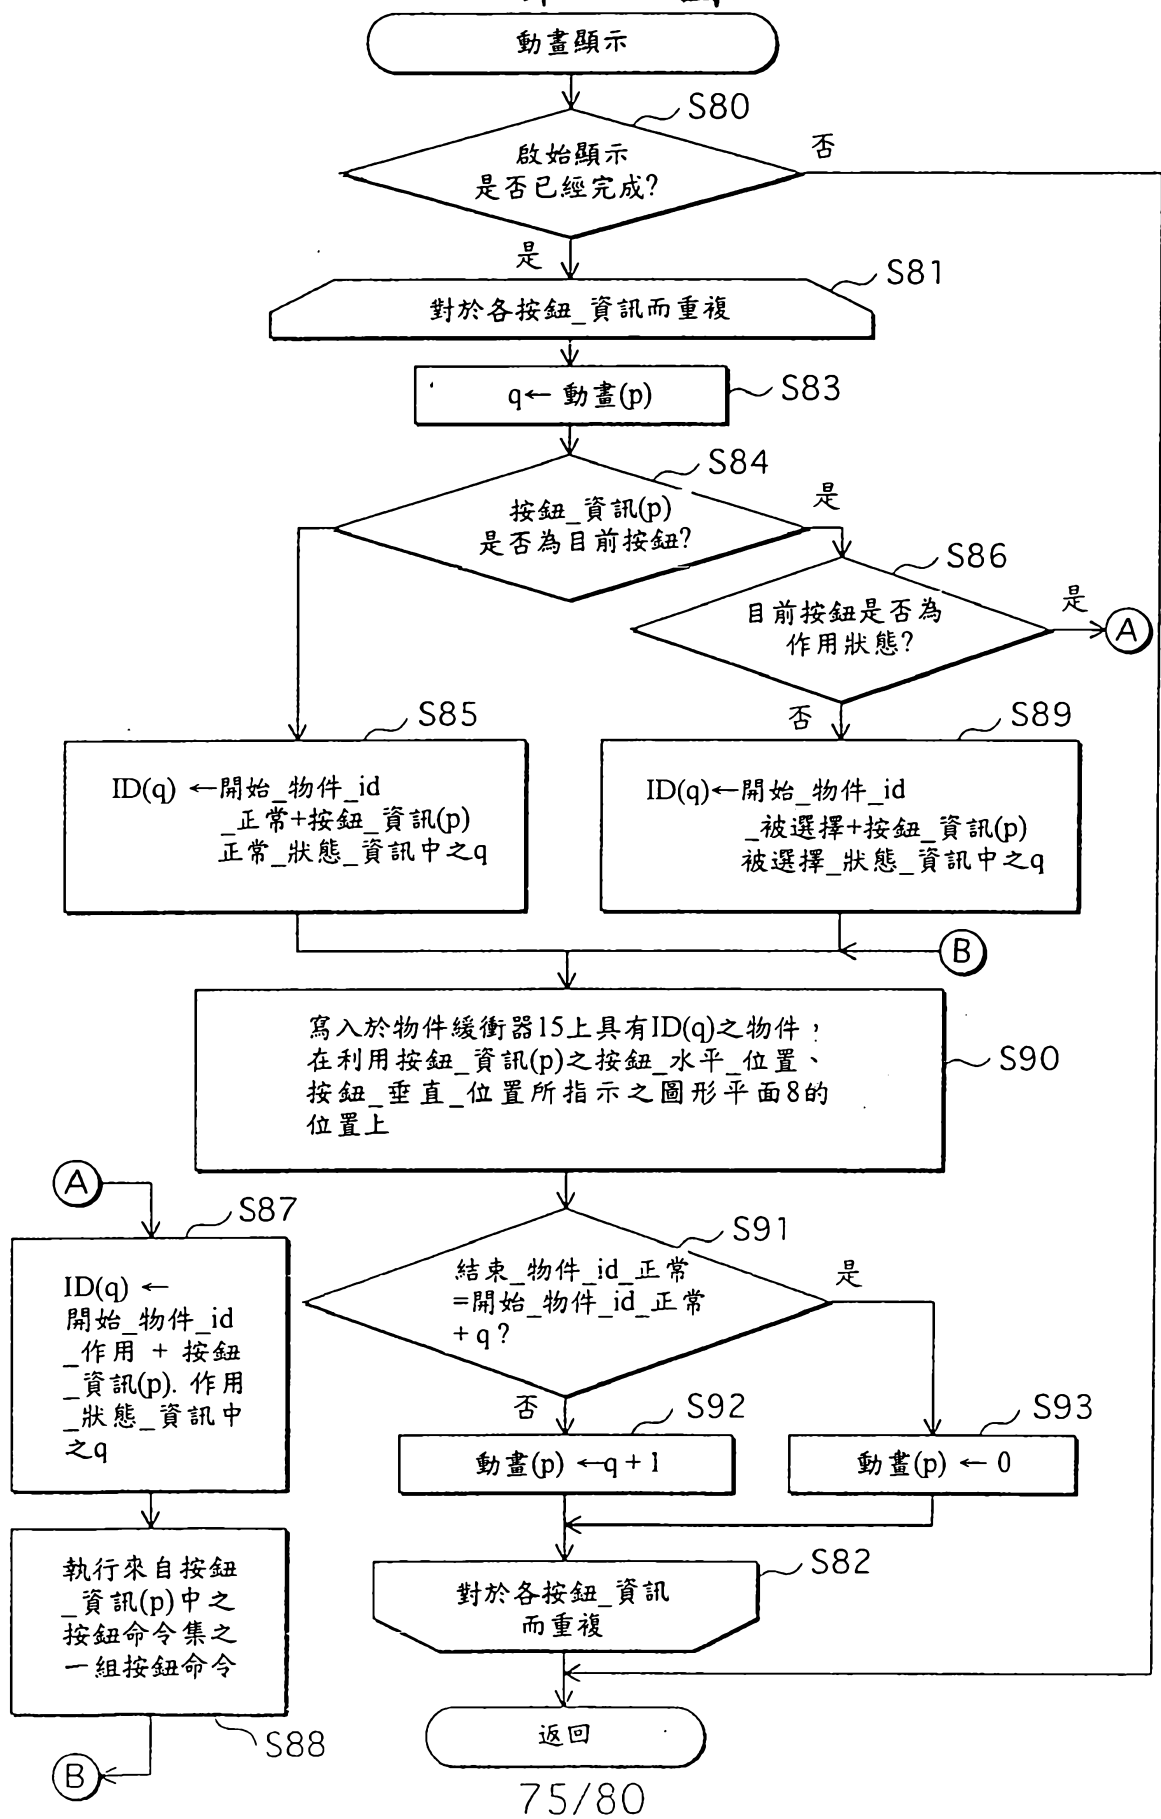 動畫顯示
S80
啟始顯示
是否已經完成?
否
是
S81
對於各按鈕_資訊而重複
q← 動畫(p)
S83
S84
按鈕_資訊(p)
是否為目前按鈕?
是
S86
目前按鈕是否為
作用狀態?
是
A
否
S85
ID(q) ←開始_物件_id
_正常+按鈕_資訊(p)
正常_狀態_資訊中之q
S89
ID(q)←開始_物件_id
_被選擇+按鈕_資訊(p)
被選擇_狀態_資訊中之q
B
寫入於物件緩衝器15上具有ID(q)之物件，
在利用按鈕_資訊(p)之按鈕_水平_位置、
按鈕_垂直_位置所指示之圖形平面8的
位置上
S90
A
S87
ID(q) ←
開始_物件_id
_作用 + 按鈕
_資訊(p). 作用
_狀態_資訊中
之q
S91
結束_物件_id_正常
=開始_物件_id_正常
+ q ?
是
否
S92
動畫(p) ←q + 1
S93
動畫(p) ← 0
執行來自按鈕
_資訊(p)中之
按鈕命令集之
一組按鈕命令
S88
B
S82
對於各按鈕_資訊
而重複
返回
75/80